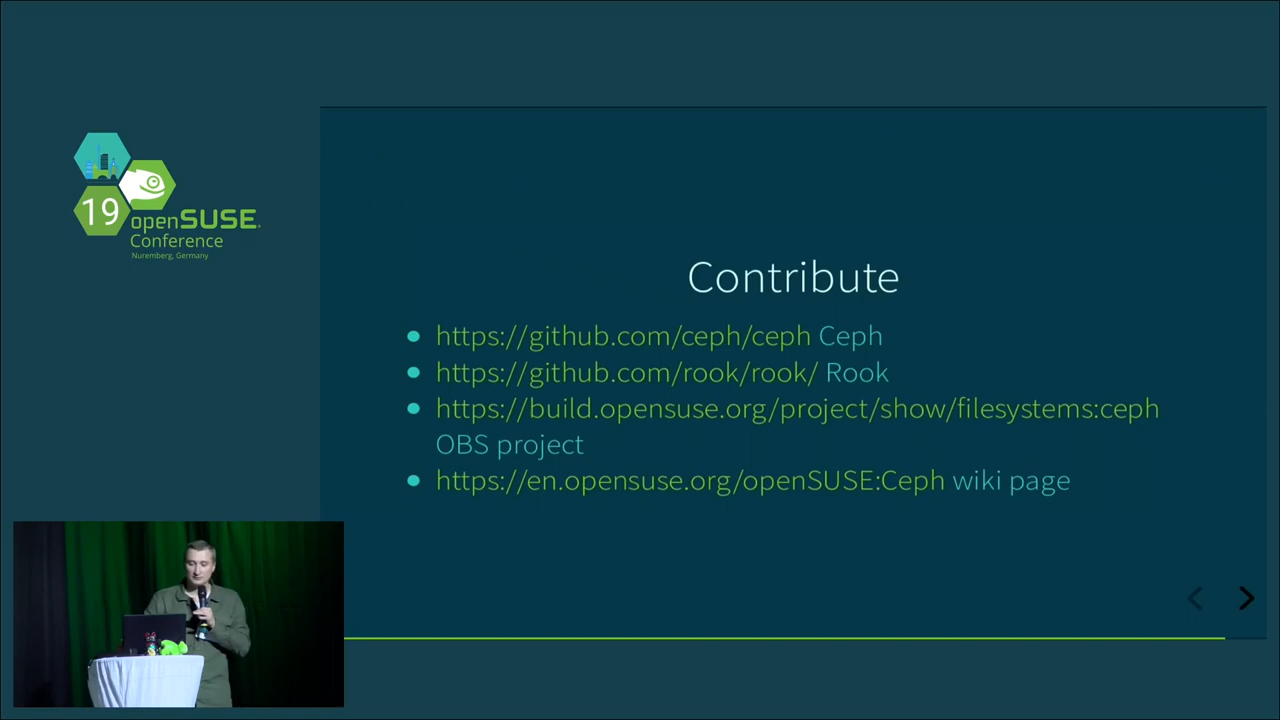 19
openSUSE.
Conference
Nuremberg, Germany
Contribute
https://github.com/ceph/ceph Ceph
https://github.com/rook/rook/ Rook
https://build.opensuse.org/project/show/filesystems:ceph
OBS project
https://en.opensuse.org/openSUSE:Ceph wiki page